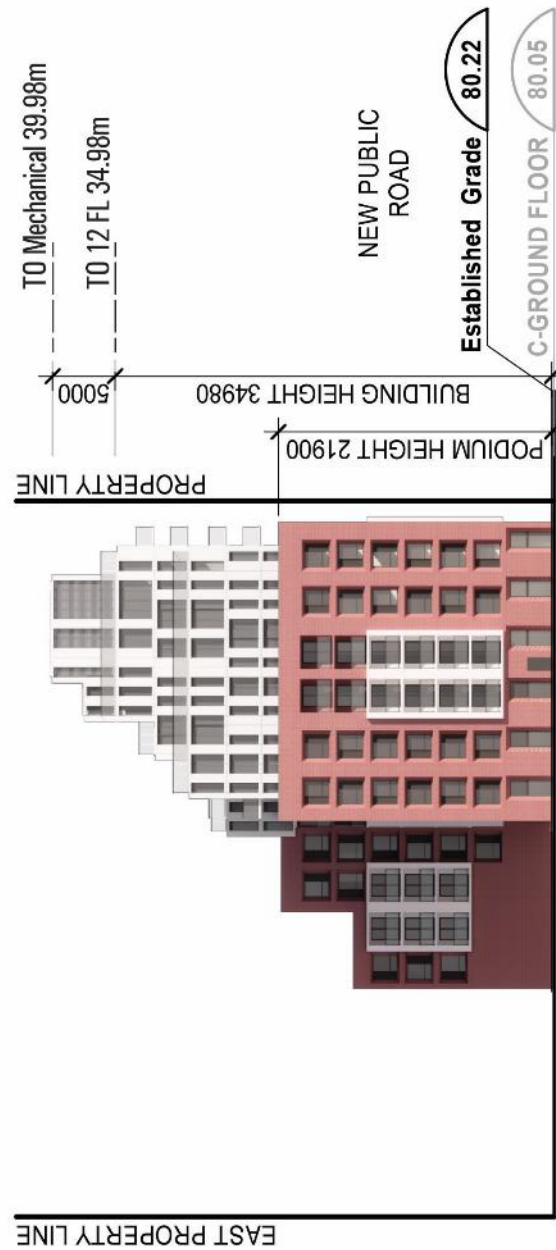 TO Mechanical 39.98m
TO 12 FL 34.98m
5000
BUILDING HEIGHT 34980
PODIUM HEIGHT 21900
NEW PUBLIC
ROAD
Established Grade
80.22
C-GROUND FLOOR
80.05
PROPERTY LINE
EAST PROPERTY LINE